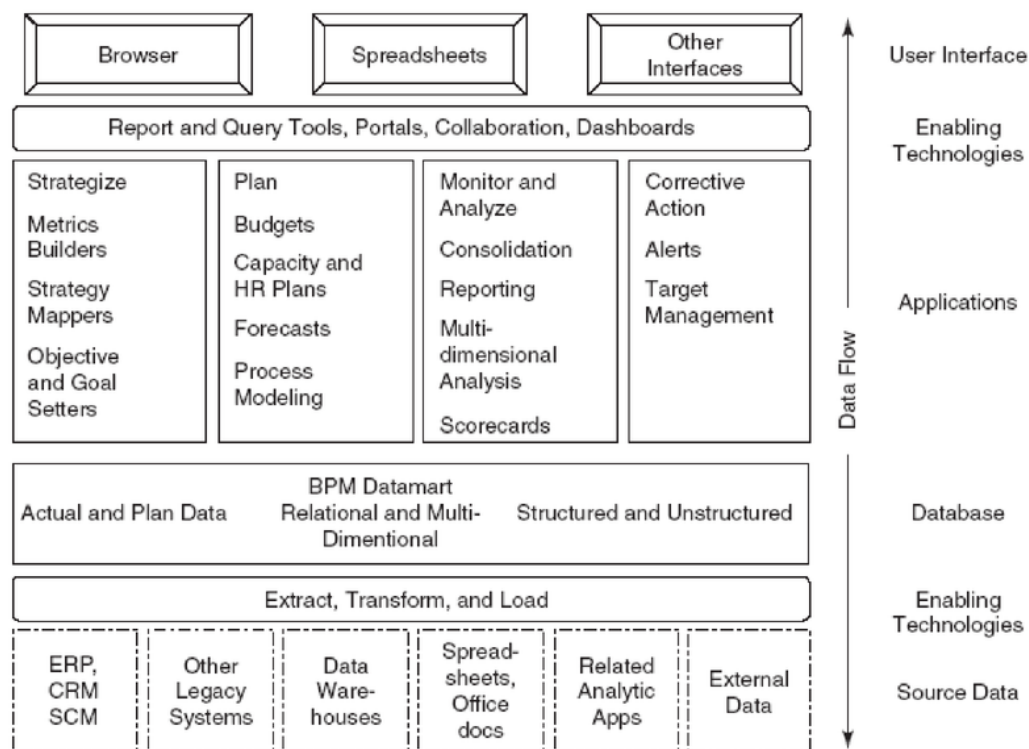 Browser
Spreadsheets
Other
Interfaces
User Interface
Report and Query Tools, Portals, Collaboration, Dashboards
Enabling
Technologies
Strategize
Metrics
Builders
Strategy
Mappers
Objective
and Goal
Setters
Plan
Budgets
Capacity and
HR Plans
Forecasts
Process
Modeling
Monitor and
Analyze
Consolidation
Reporting
Multi-
dimensional
Analysis
Scorecards
Corrective
Action
Alerts
Target
Management
Applications
Data Flow
BPM Datamart
Actual and Plan Data
Relational and Multi-
Dimentional
Structured and Unstructured
Database
Extract, Transform, and Load
Enabling
Technologies
ERP,
CRM
SCM
Other
Legacy
Systems
Data
Ware-
houses
Spread-
sheets,
Office
docs
Related
Analytic
Apps
External
Data
Source Data